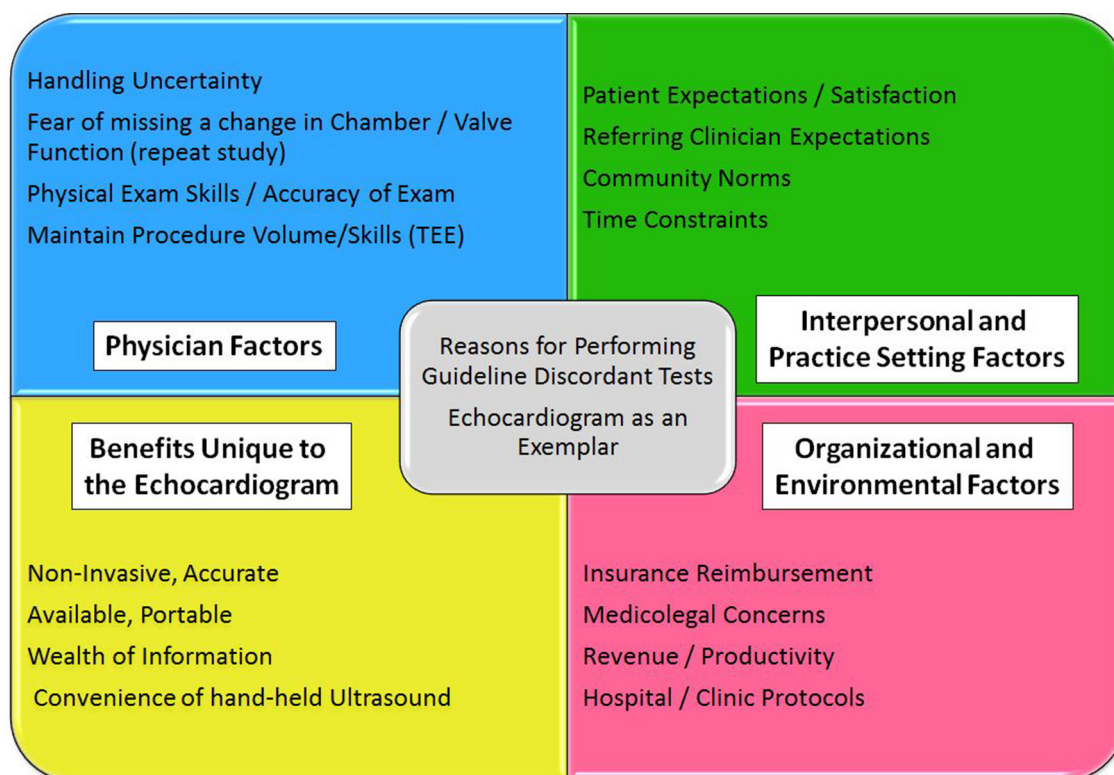 Handling Uncertainty
Fear of missing a change in Chamber / Valve
Function (repeat study)
Physical Exam Skills / Accuracy of Exam
Maintain Procedure Volume/Skills (TEE)
Physician Factors
Patient Expectations / Satisfaction
Referring Clinician Expectations
Community Norms
Time Constraints
Interpersonal and
Practice Setting Factors
Reasons for Performing
Guideline Discordant Tests
Echocardiogram as an
Exemplar
Benefits Unique to
the Echocardiogram
Non-Invasive, Accurate
Available, Portable
Wealth of Information
Convenience of hand-held Ultrasound
Organizational and
Environmental Factors
Insurance Reimbursement
Medicolegal Concerns
Revenue / Productivity
Hospital / Clinic Protocols